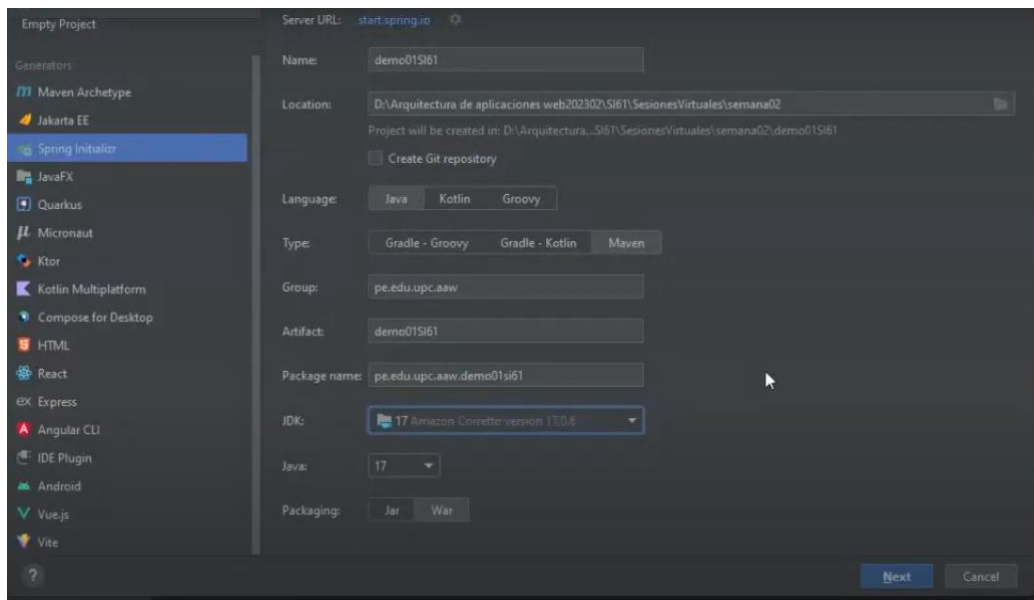 Empty Project
Generators
Maven Archetype
Jakarta EE
Spring Initializr
JavaFX
Quarkus
Micronaut
Ktor
Kotlin Multiplatform
Compose for Desktop
HTML
React
Express
Angular CLI
IDE Plugin
Android
Vue.js
Vite
Server URL: start.spring.io
Name: demo01SI61
Location: D:\Arquitectura de aplicaciones web202302\SI61\SesionesVirtuales\semana02
Project will be created in: D:\Arquitectura...SI61\SesionesVirtuales\semana02\demo01SI61
Create Git repository
Language: Java Kotlin Groovy
Type: Gradle - Groovy Gradle - Kotlin Maven
Group: pe.edu.upc.aaw
Artifact: demo01SI61
Package name: pe.edu.upc.aaw.demo01si61
JDK: 17 Amazon Corretto version 17.0.8
Java: 17
Packaging: Jar War
? Next Cancel